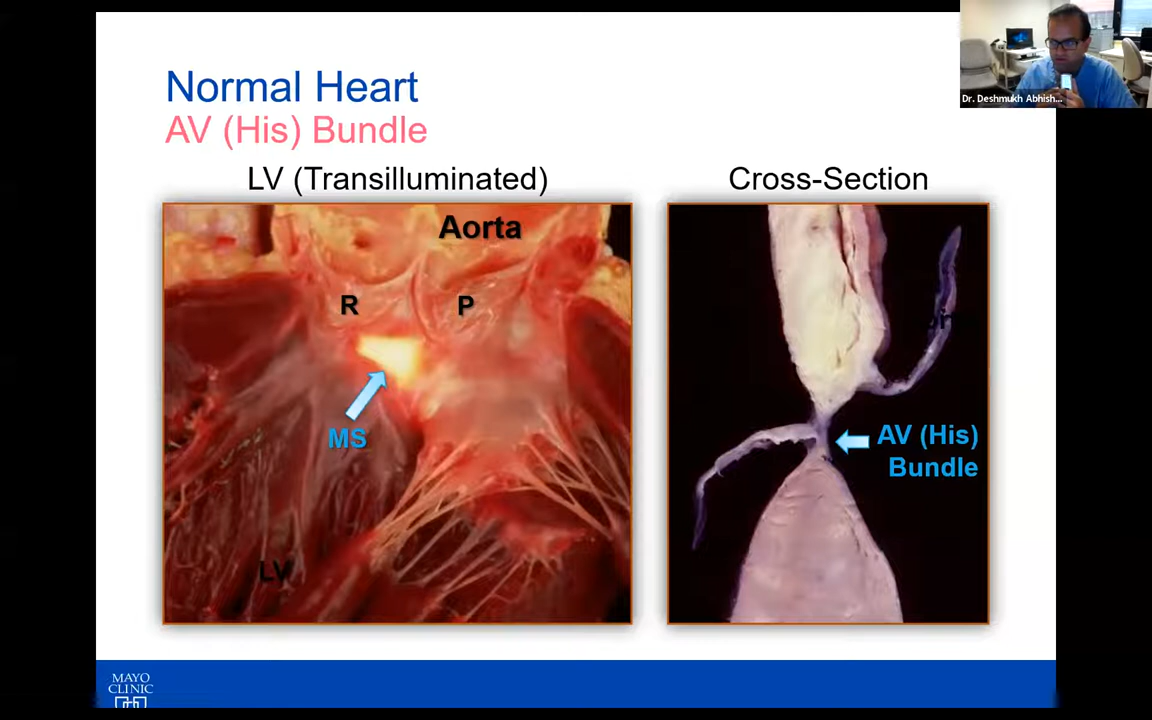 Dr. Deshmukh Abhish...
Normal Heart
AV (His) Bundle
LV (Transilluminated)
Cross-Section
Aorta
R
P
MS
LV
AV (His)
Bundle
MAYO
CLINIC